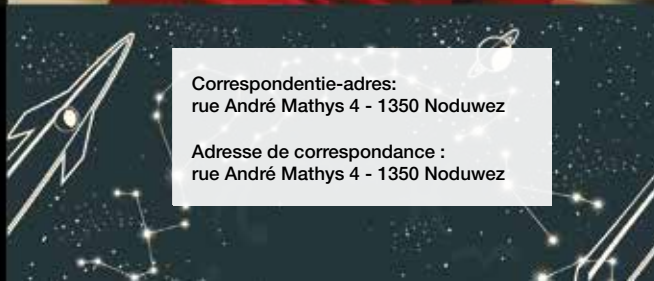 Correspondentie-adres:
rue André Mathys 4 - 1350 Noduwez
Adresse de correspondance :
rue André Mathys 4 - 1350 Noduwez